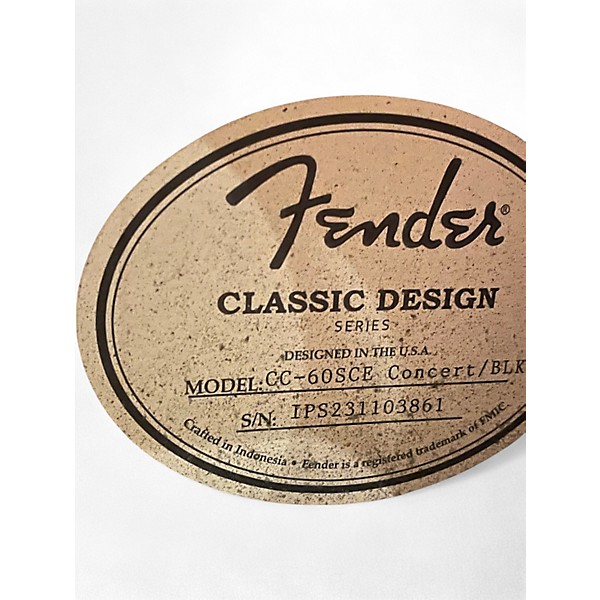 Fender®
CLASSIC DESIGN
SERIES
DESIGNED IN THE U.S.A.
MODEL: CC-60SCE Concert/BLK
S/N: IPS231103861
Crafted in Indonesia • Fender is a registered trademark of FMIC